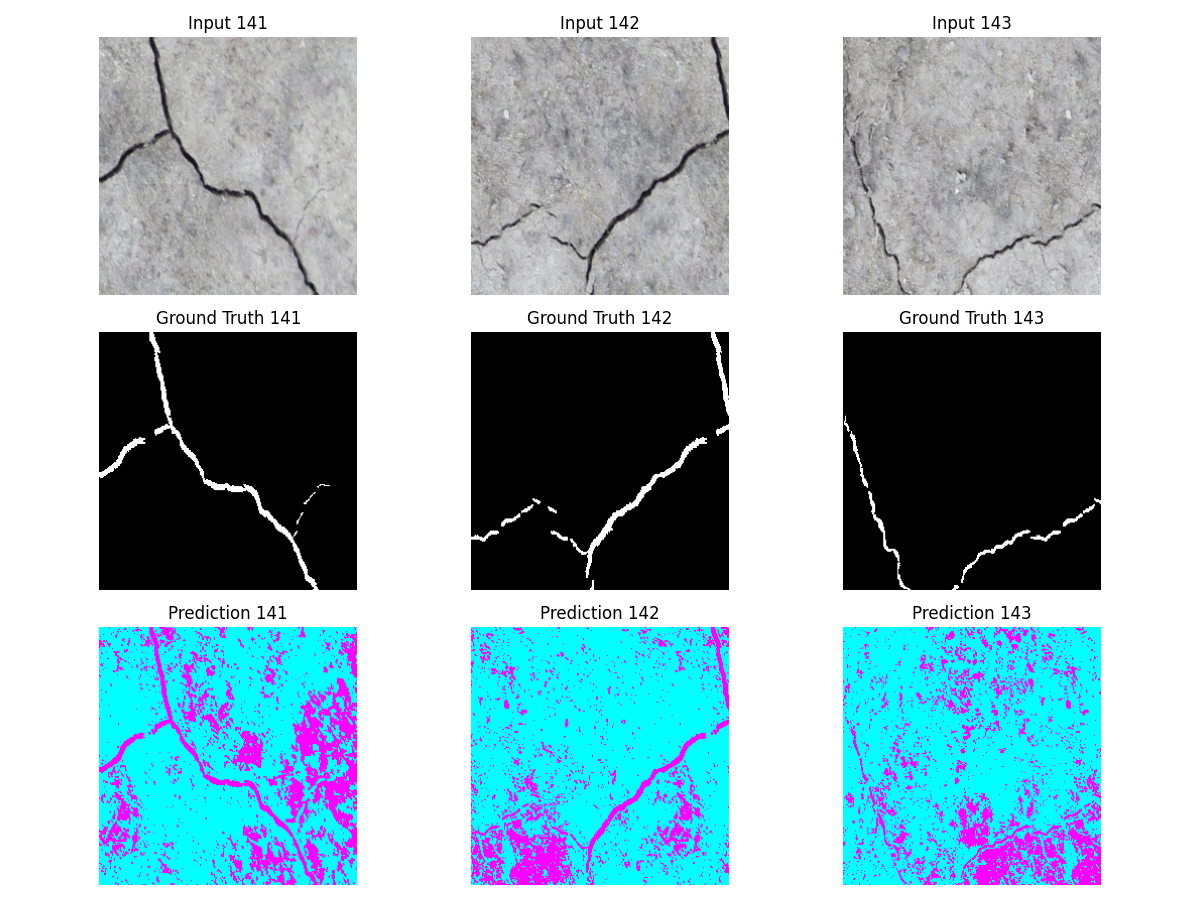 Input 141
Input 142
Input 143
Ground Truth 141
Ground Truth 142
Ground Truth 143
Prediction 141
Prediction 142
Prediction 143